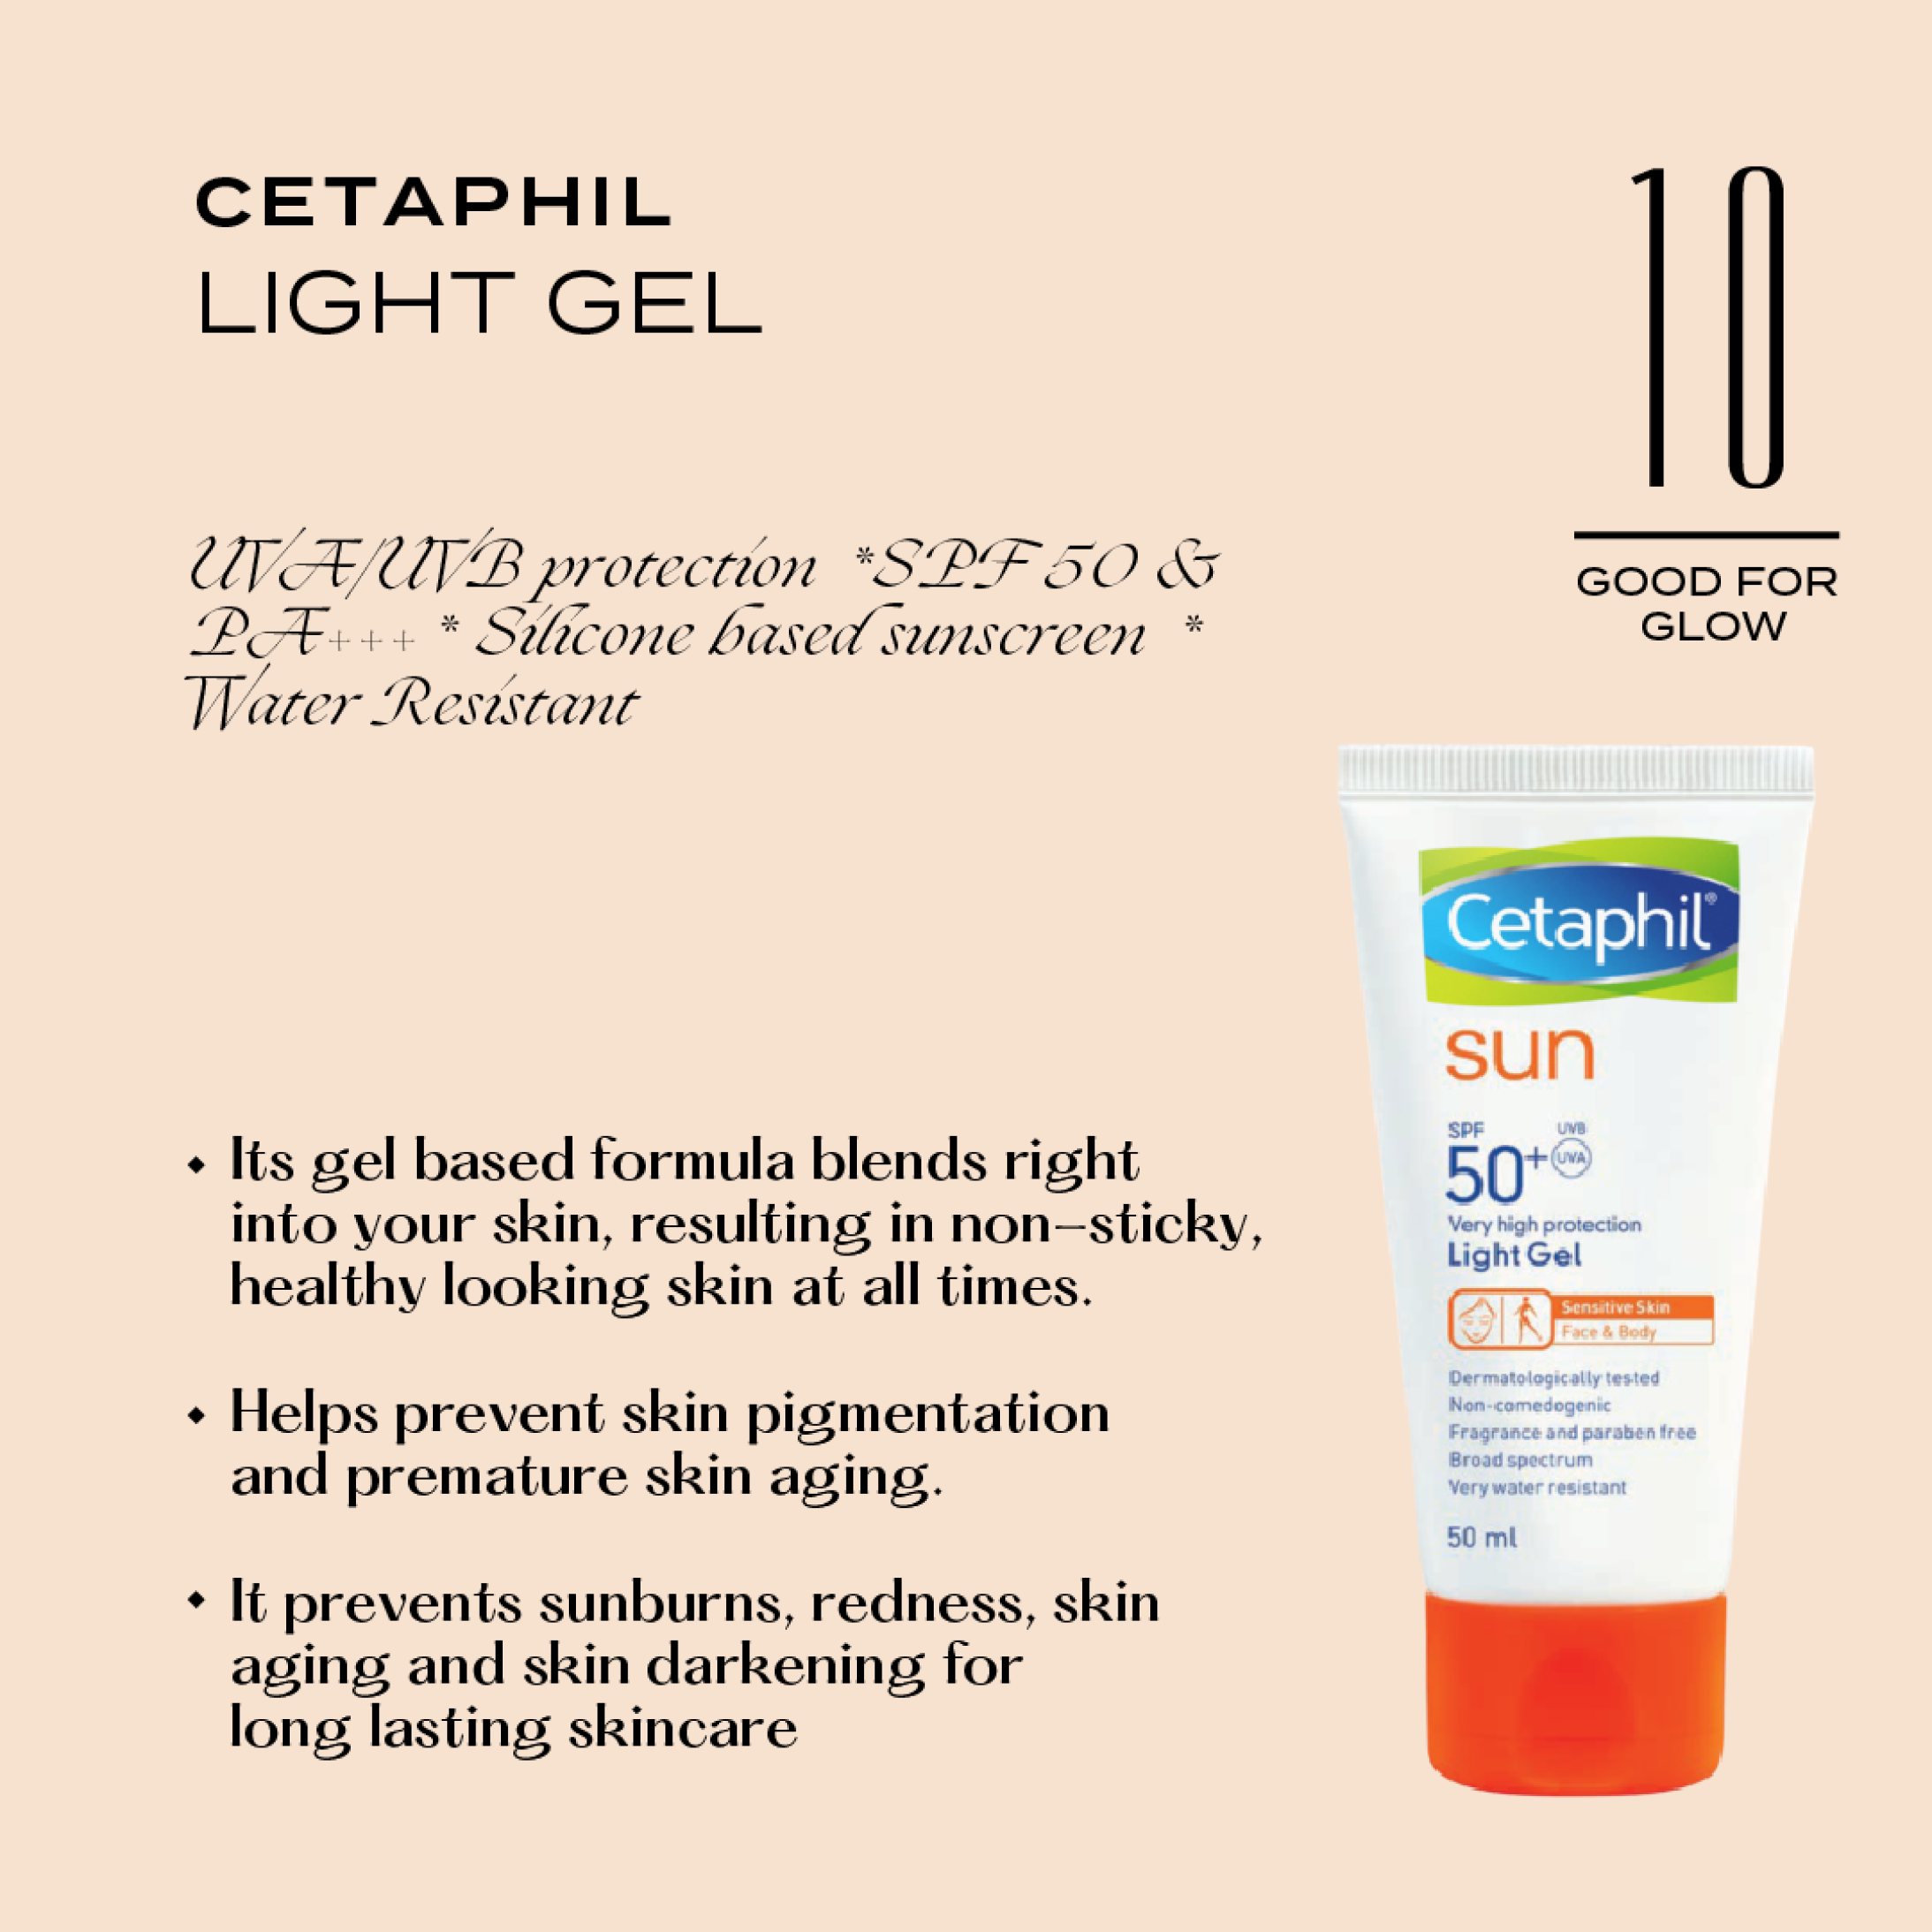 CETAPHIL
LIGHT GEL
10
GOOD FOR
GLOW
UVA/UVB protection *SPF 50 &
PA+++ * Silicone based sunscreen *
Water Resistant
Its gel based formula blends right
into your skin, resulting in non-sticky,
healthy looking skin at all times.
Helps prevent skin pigmentation
and premature skin aging.
It prevents sunburns, redness, skin
aging and skin darkening for
long lasting skincare
Cetaphil®
sun
SPF
50+
UVB
UVA
Very high protection
Light Gel
Sensitive Skin
Face & Body
Dermatologically tested
Non-comedogenic
Fragrance and paraben free
Broad spectrum
Very water resistant
50 ml